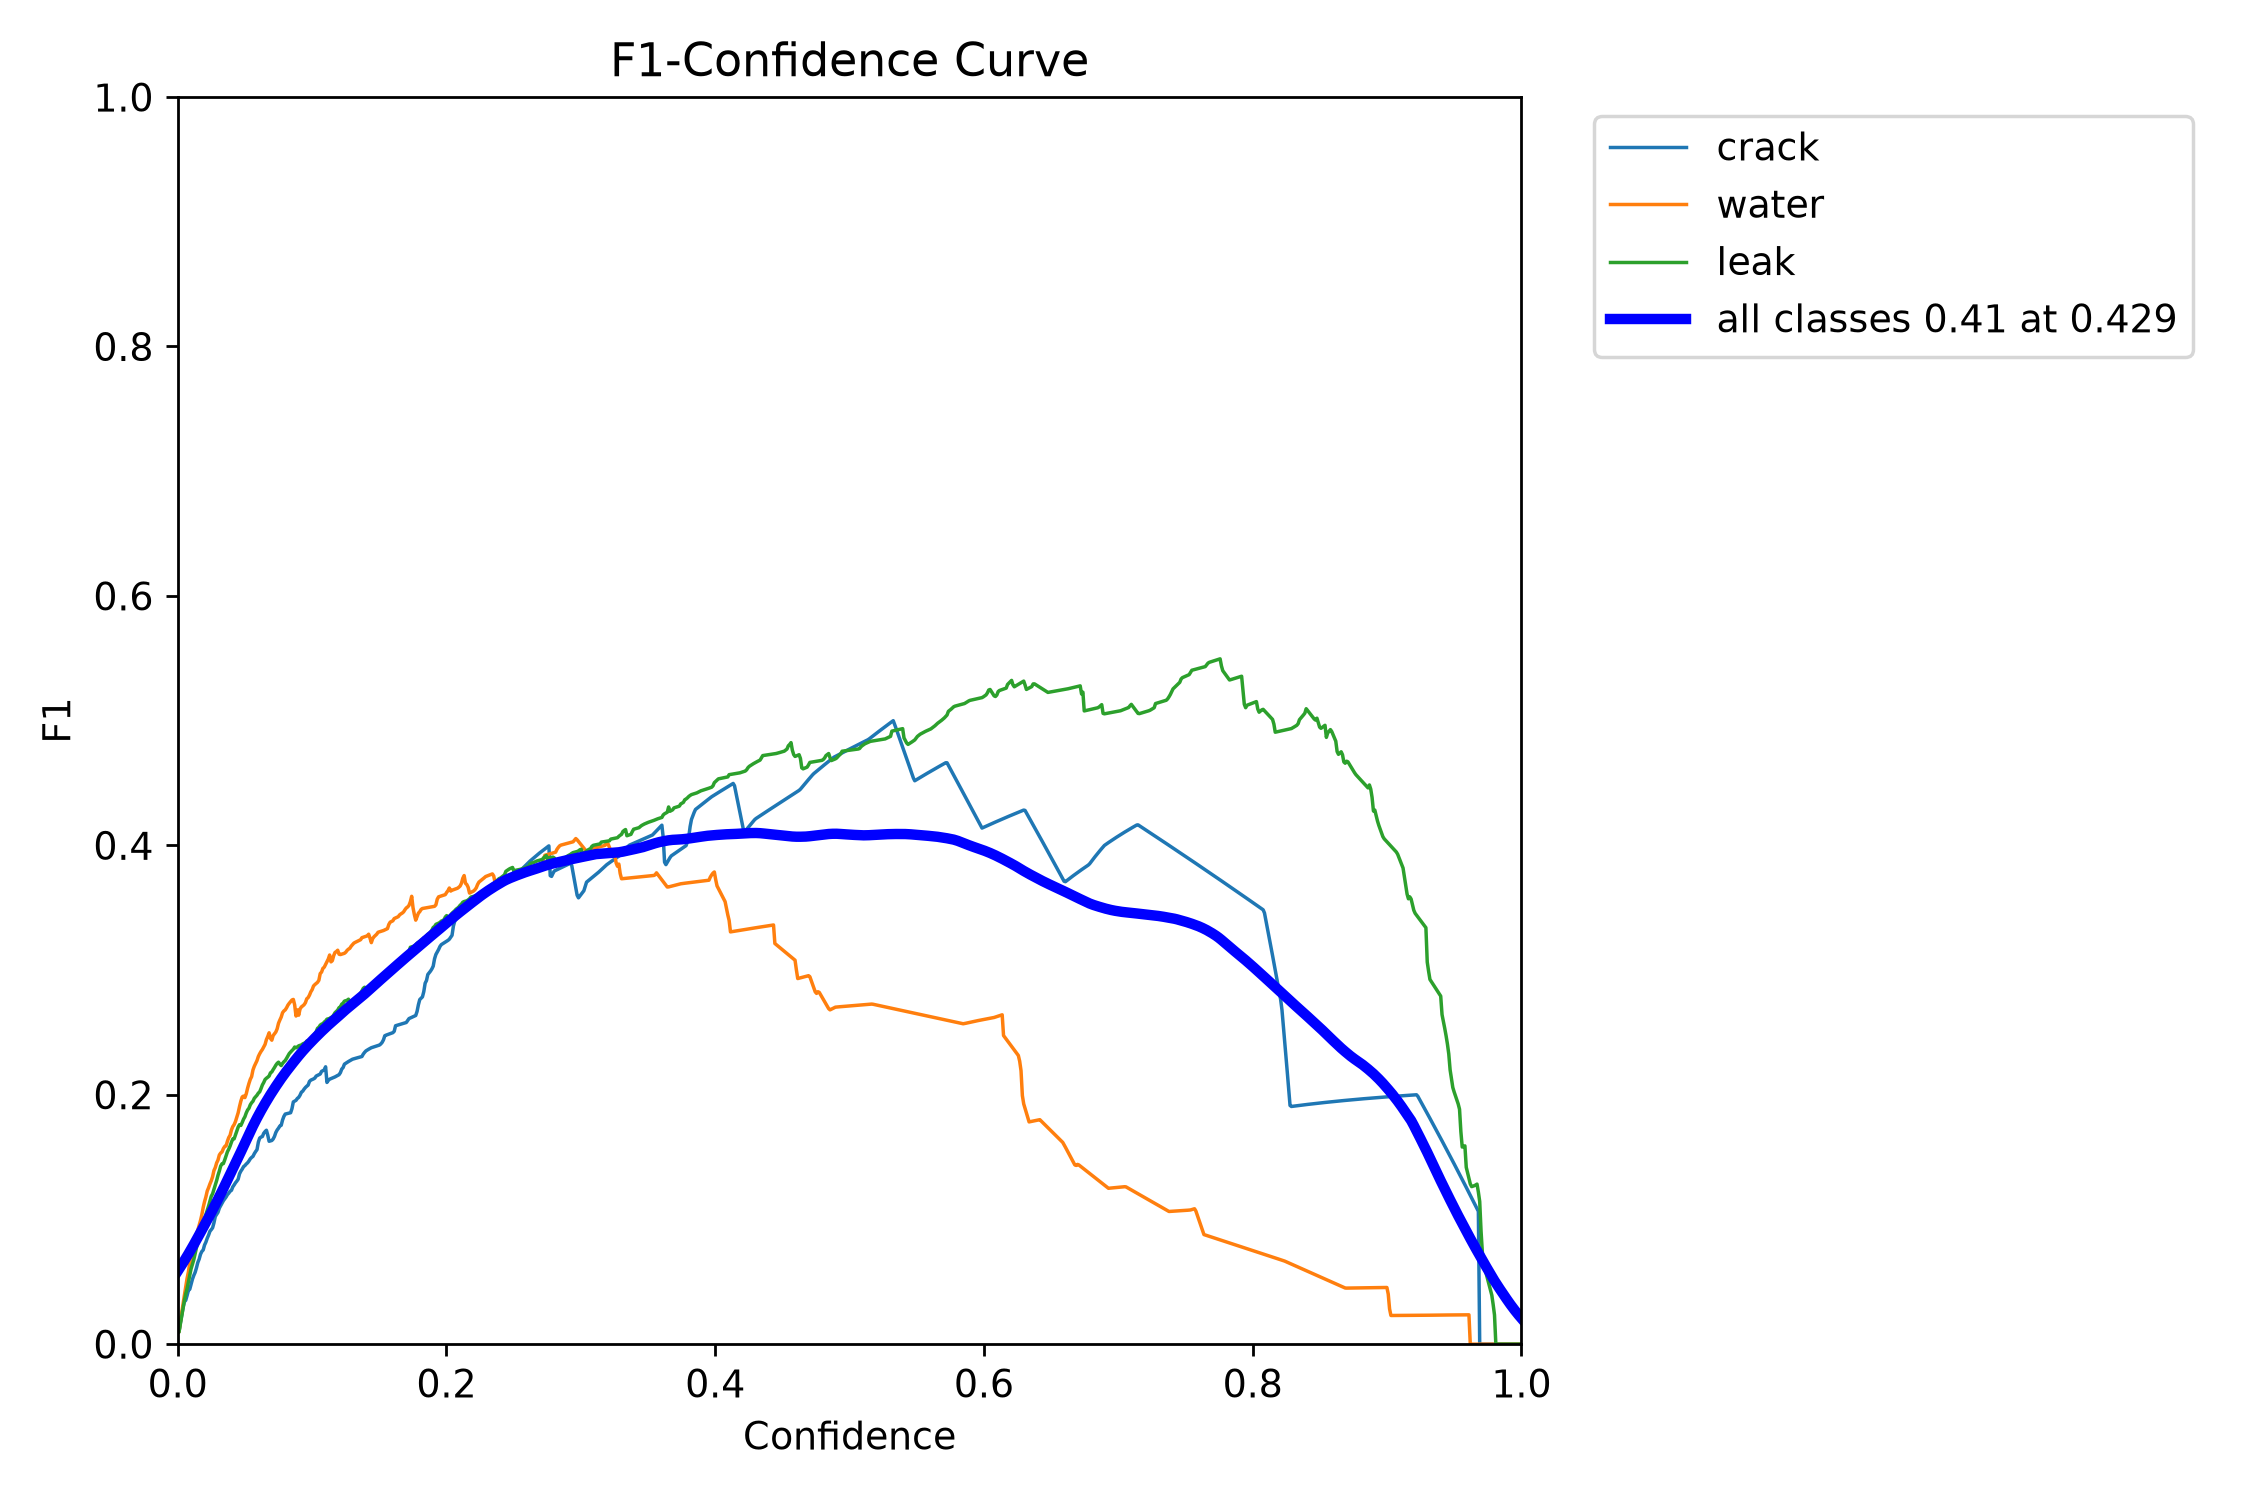 F1-Confidence Curve
1.0
0.8
0.6
0.4
0.2
0.0
F1
0.0 0.2 0.4 0.6 0.8 1.0
Confidence
crack
water
leak
all classes 0.41 at 0.429